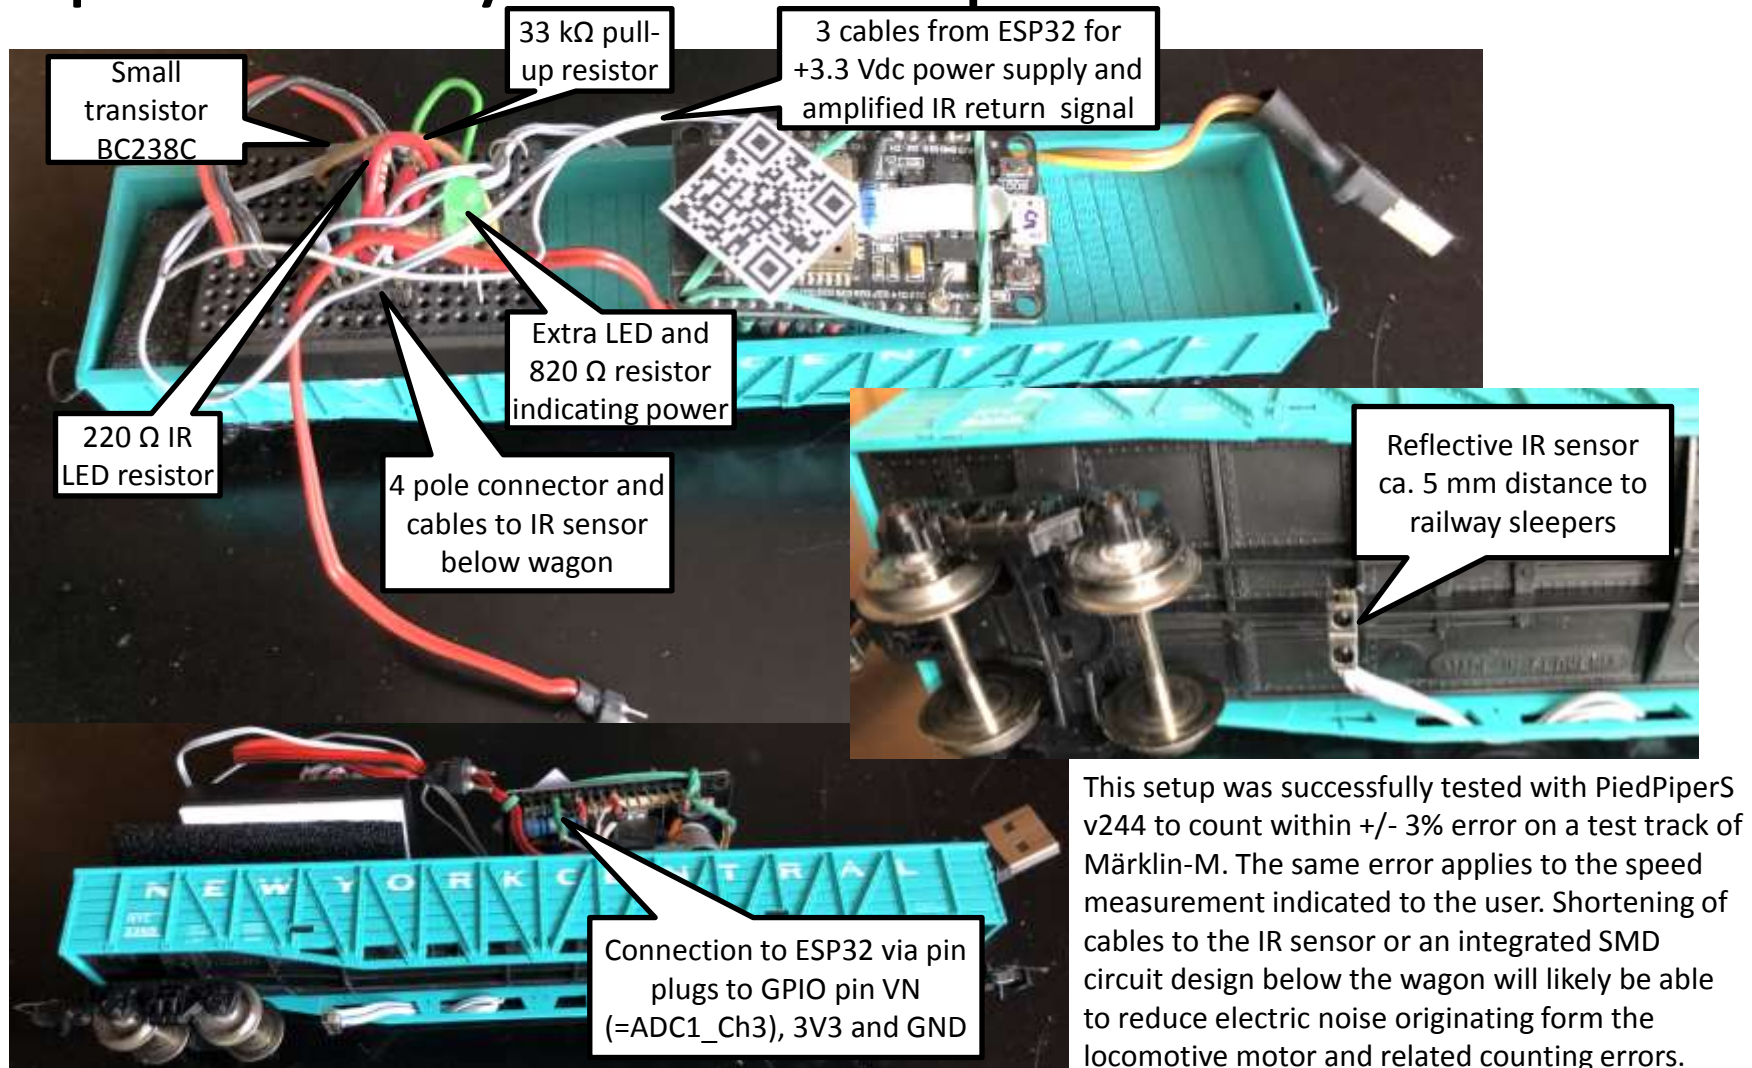 33 kΩ pull-
up resistor
3 cables from ESP32 for
+3.3 Vdc power supply and
amplified IR return signal
Small
transistor
BC238C
Extra LED and
820 Ω resistor
indicating power
220 Ω IR
LED resistor
4 pole connector and
cables to IR sensor
below wagon
Reflective IR sensor
ca. 5 mm distance to
railway sleepers
E N T R A L
N E W Y O R K C E N T R A L
NYC
Connection to ESP32 via pin
plugs to GPIO pin VN
(=ADC1_Ch3), 3V3 and GND
This setup was successfully tested with PiedPiperS
v244 to count within +/- 3% error on a test track of
Märklin-M. The same error applies to the speed
measurement indicated to the user. Shortening of
cables to the IR sensor or an integrated SMD
circuit design below the wagon will likely be able
to reduce electric noise originating form the
locomotive motor and related counting errors.